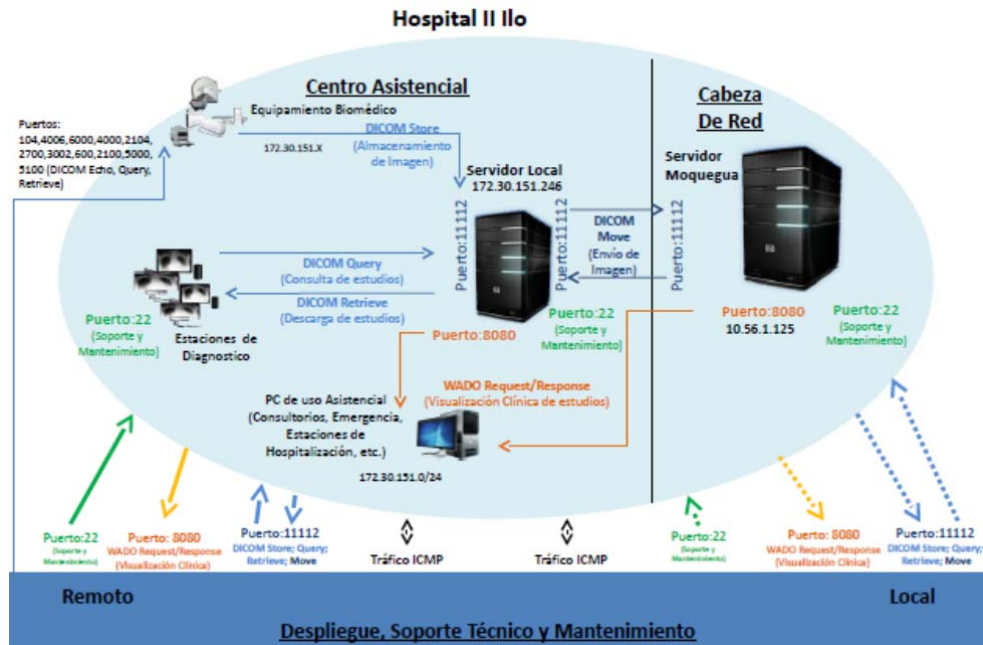 Hospital II Ilo
Centro Asistencial
Cabeza
De Red
Equipamiento Biomédico
Puertos:
104,4006,6000,4000,2104,
2700,3002,600,2100,5000,
5100 (DICOM Echo, Query,
Retrieve)
172.30.151.X
DICOM Store
(Almacenamiento
de Imagen)
Servidor Local
172.30.151.246
Servidor
Moquegua
Puerto:11112
Puerto:11112
DICOM
Move
(Envío de
Imagen)
Puerto:11112
DICOM Query
(Consulta de estudios)
DICOM Retrieve
(Descarga de estudios)
Puerto:22
(Soporte y
Mantenimiento)
Estaciones de
Diagnostico
Puerto:8080
Puerto:22
(Soporte y
Mantenimiento)
Puerto:8080
10.56.1.125
Puerto:22
(Soporte y
Mantenimiento)
WADO Request/Response
(Visualización Clínica de estudios)
PC de uso Asistencial
(Consultorios, Emergencia,
Estaciones de
Hospitalización, etc.)
172.30.151.0/24
Puerto:22
(Soporte y
Mantenimiento)
Puerto: 8080
WADO Request/Response
(Visualización Clínica)
Puerto:11112
DICOM Store; Query;
Retrieve; Move
Tráfico ICMP
Tráfico ICMP
Puerto:22
(Soporte y
Mantenimiento)
Puerto: 8080
WADO Request/Response
(Visualización Clínica)
Puerto:11112
DICOM Store; Query;
Retrieve; Move
Remoto
Local
Despliegue, Soporte Técnico y Mantenimiento